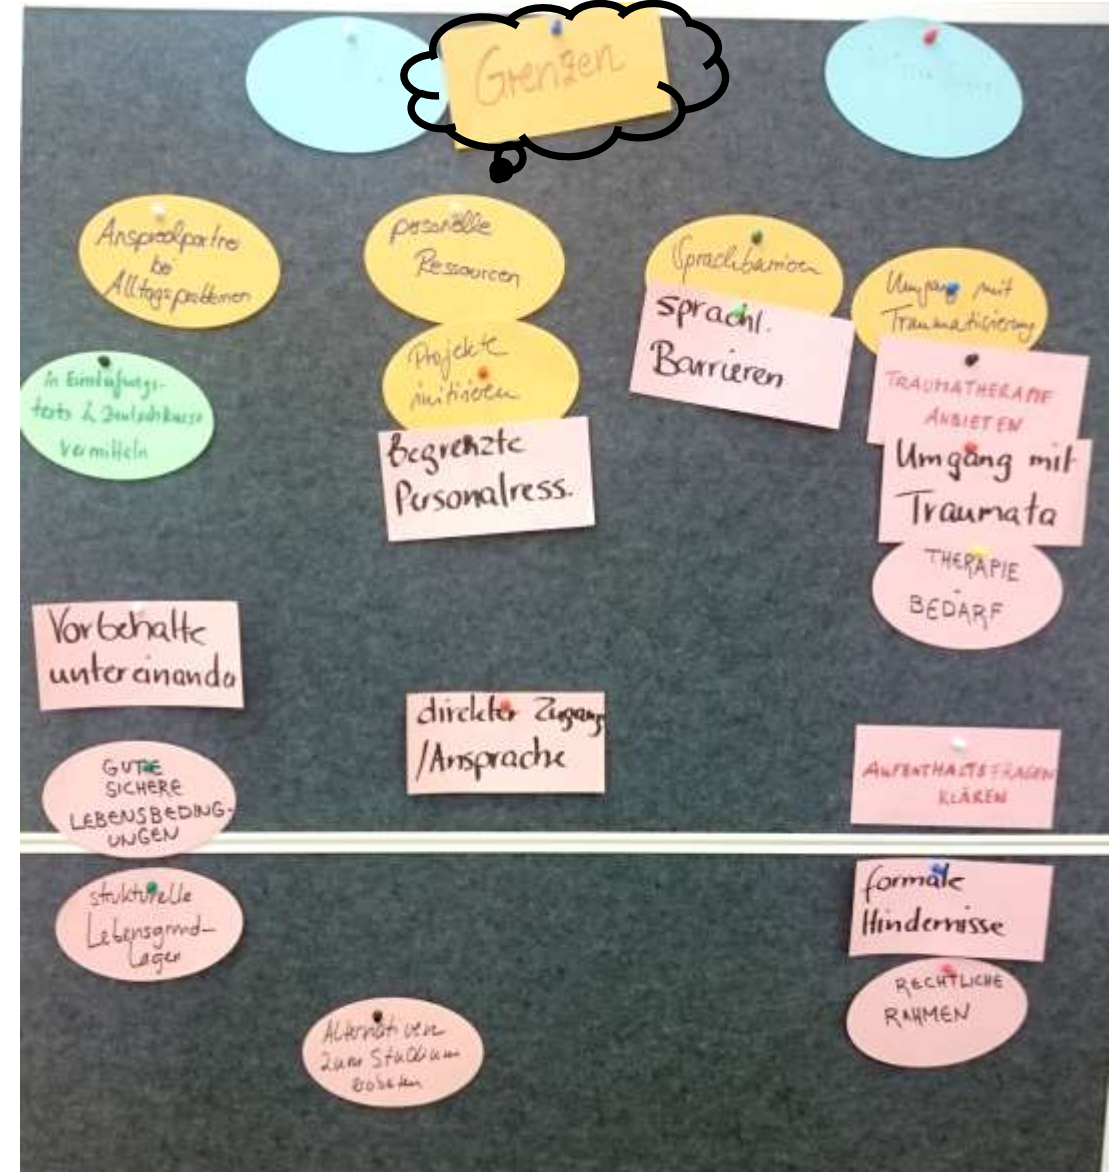 Grenzen
Ansprechpartner
bei
Alltagsproblemen
personelle
Ressourcen
Projekte
initiieren
Begrenzte
Personalress.
Sprachbarrieren
sprachl.
Barrieren
Umgang mit
Traumatisierung
TRAUMATHERAPIE
ANBIETEN
Umgang mit
Traumata
THERAPIE
BEDARF
in Einstufungs-
tests & Deutschkurse
vermitteln
Vorbehalte
untereinander
GUTE
SICHERE
LEBENSBEDING-
UNGEN
strukturelle
Lebensgrund-
lagen
direkter Zugang
/Ansprache
Alternativen
zum Studium
AUFENTHALTSFRAGEN
KLÄREN
formale
Hindernisse
RECHTLICHE
RAHMEN